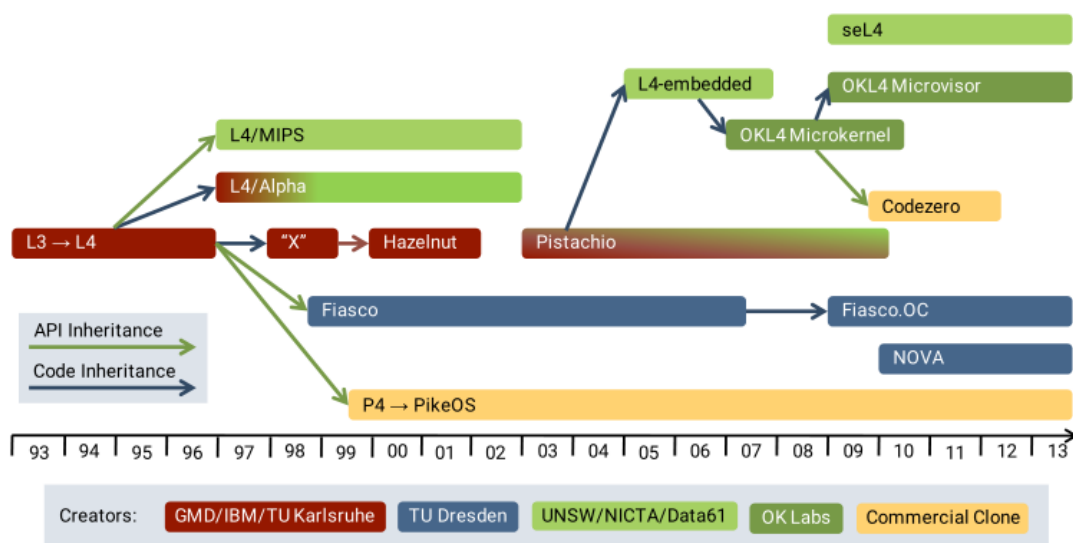 seL4
L4-embedded
OKL4 Microvisor
L4/MIPS
OKL4 Microkernel
L4/Alpha
Codezero
L3 → L4
“X”
Hazelnut
Pistachio
Fiasco
Fiasco.OC
API Inheritance
Code Inheritance
NOVA
P4 → PikeOS
93 94 95 96 97 98 99 00 01 02 03 04 05 06 07 08 09 10 11 12 13
Creators: GMD/IBM/TU Karlsruhe TU Dresden UNSW/NICTA/Data61 OK Labs Commercial Clone